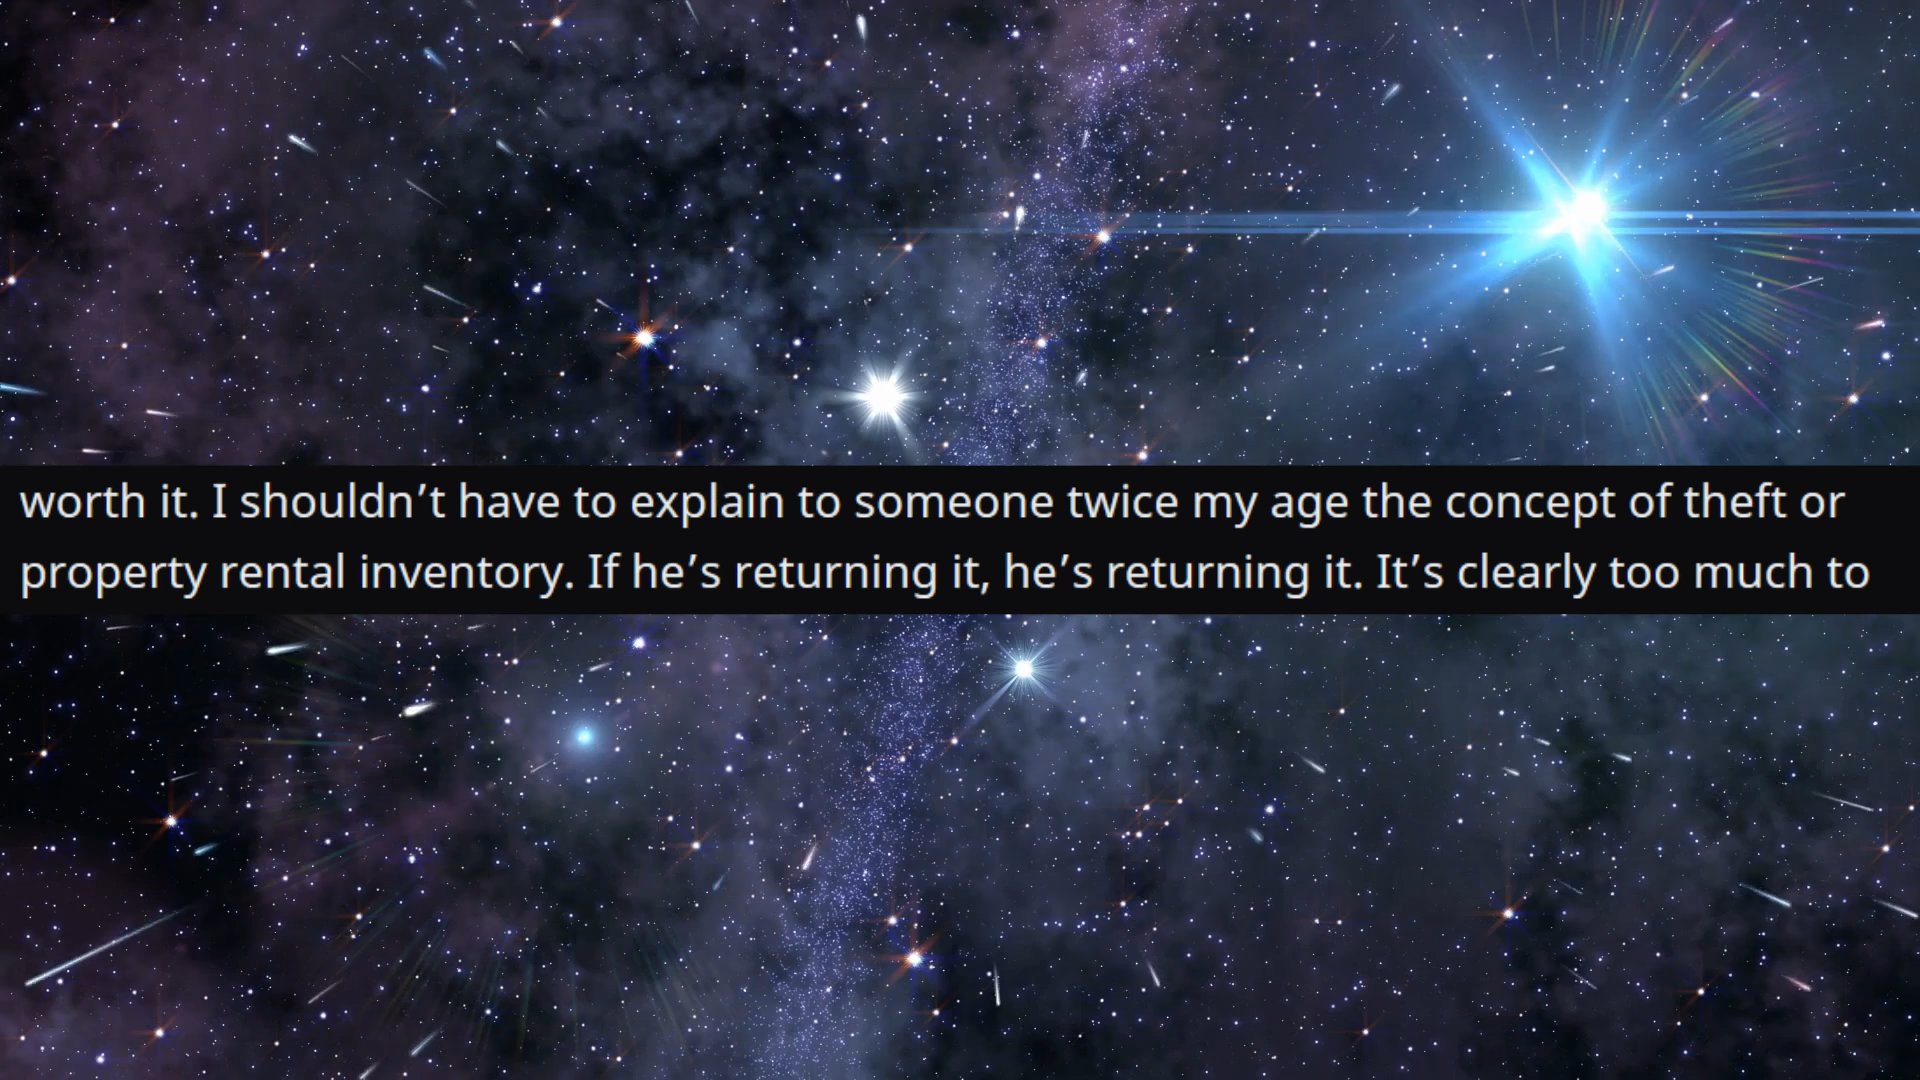 worth it. I shouldn’t have to explain to someone twice my age the concept of theft or
property rental inventory. If he’s returning it, he’s returning it. It’s clearly too much to